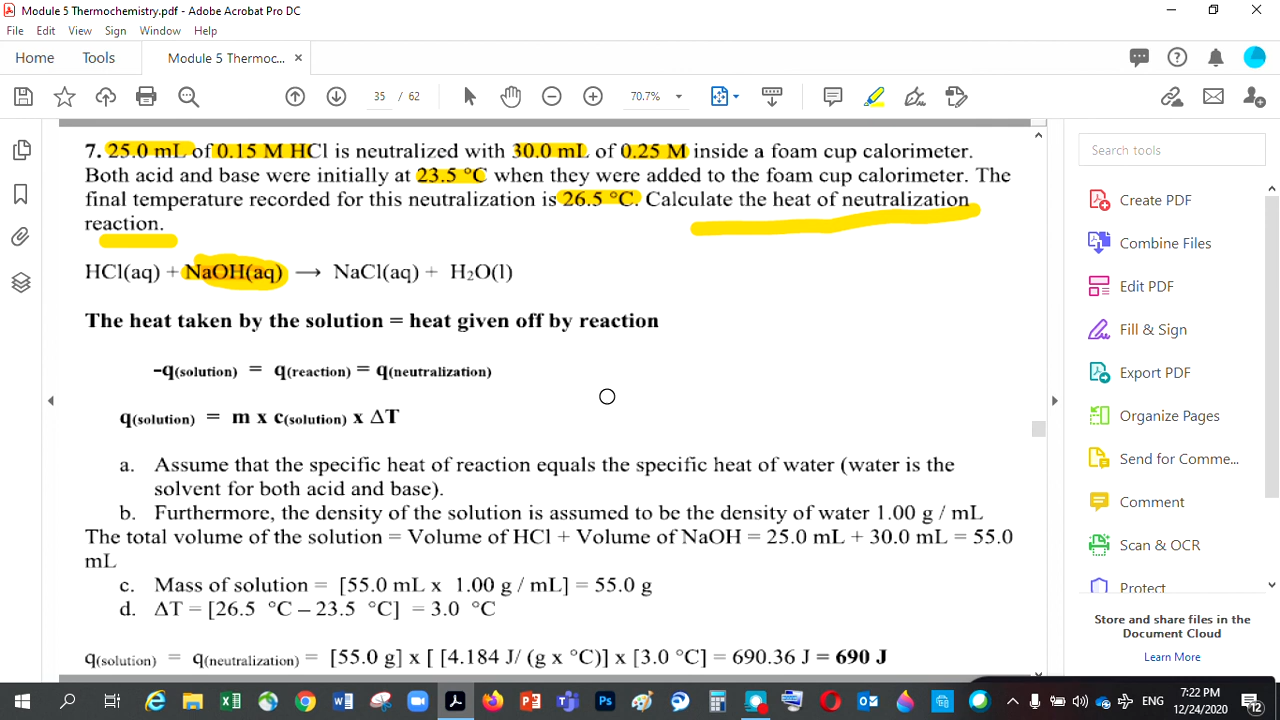 Module 5 Thermochemistry.pdf - Adobe Acrobat Pro DC
File Edit View Sign Window Help
Home Tools Module 5 Thermoc... ×
35 / 62 70.7%
7. 25.0 mL of 0.15 M HCl is neutralized with 30.0 mL of 0.25 M inside a foam cup calorimeter.
Both acid and base were initially at 23.5 °C when they were added to the foam cup calorimeter. The
final temperature recorded for this neutralization is 26.5 °C. Calculate the heat of neutralization
reaction.
HCl(aq) + NaOH(aq) → NaCl(aq) + H₂O(l)
The heat taken by the solution = heat given off by reaction
-q(solution) = q(reaction) = q(neutralization)
q(solution) = m x c(solution) x ΔT
a. Assume that the specific heat of reaction equals the specific heat of water (water is the
solvent for both acid and base).
b. Furthermore, the density of the solution is assumed to be the density of water 1.00 g / mL
The total volume of the solution = Volume of HCl + Volume of NaOH = 25.0 mL + 30.0 mL = 55.0
mL
c. Mass of solution = [55.0 mL x 1.00 g / mL] = 55.0 g
d. ΔT = [26.5 °C – 23.5 °C] = 3.0 °C
q(solution) = q(neutralization) = [55.0 g] x [ [4.184 J/ (g x °C)] x [3.0 °C] = 690.36 J = 690 J
Search tools
Create PDF
Combine Files
Edit PDF
Fill & Sign
Export PDF
Organize Pages
Send for Comme...
Comment
Scan & OCR
Protect
Store and share files in the
Document Cloud
Learn More
ENG
7:22 PM
12/24/2020
12